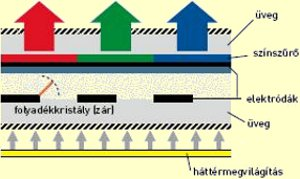 üveg
színszűrő
elektródák
folyadékkristály (zár)
üveg
háttérmegvilágítás